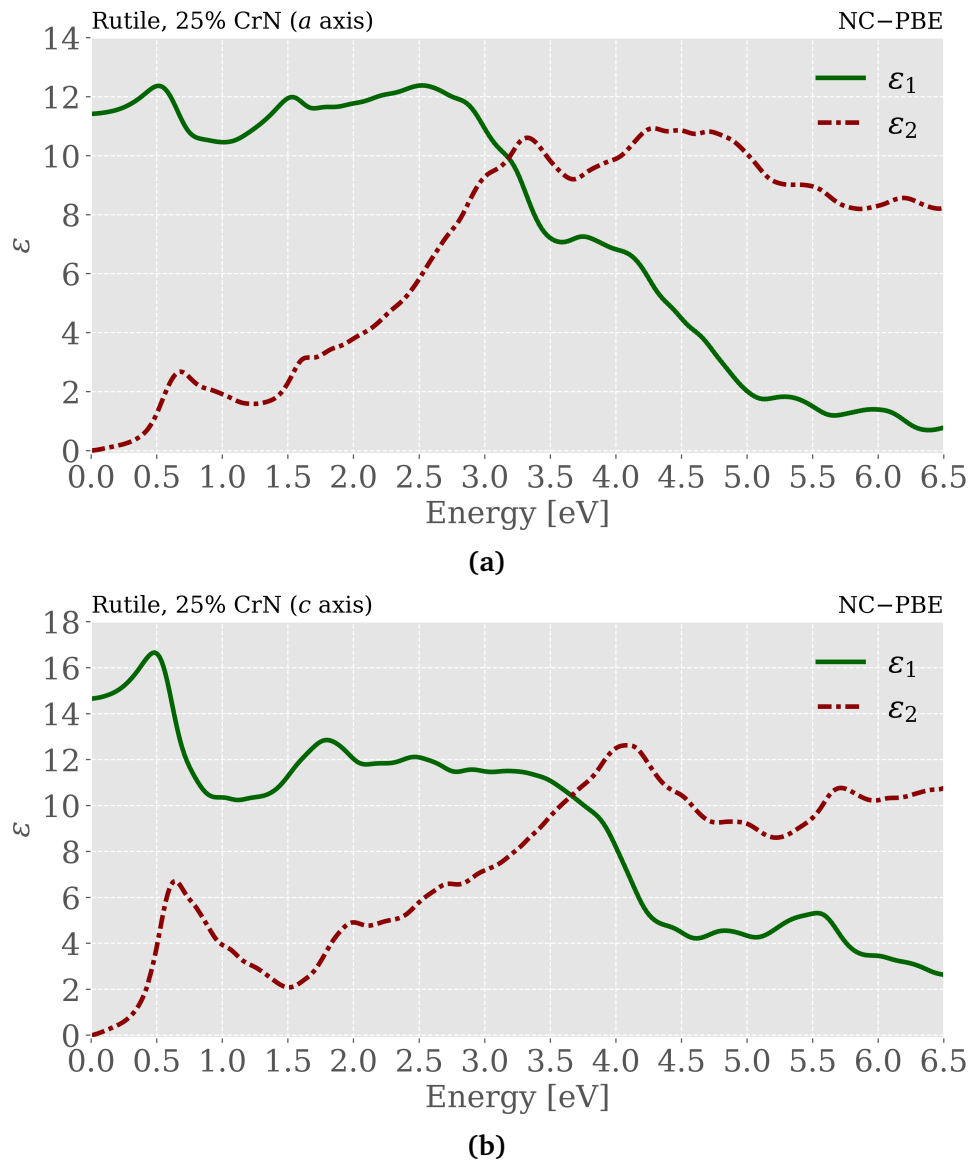 Rutile, 25% CrN (a axis) NC−PBE
14
12
10
8
6
4
2
0
ε
ε₁
ε₂
0.0 0.5 1.0 1.5 2.0 2.5 3.0 3.5 4.0 4.5 5.0 5.5 6.0 6.5
Energy [eV]
(a)
Rutile, 25% CrN (c axis) NC−PBE
18
16
14
12
10
8
6
4
2
0
ε
ε₁
ε₂
0.0 0.5 1.0 1.5 2.0 2.5 3.0 3.5 4.0 4.5 5.0 5.5 6.0 6.5
Energy [eV]
(b)